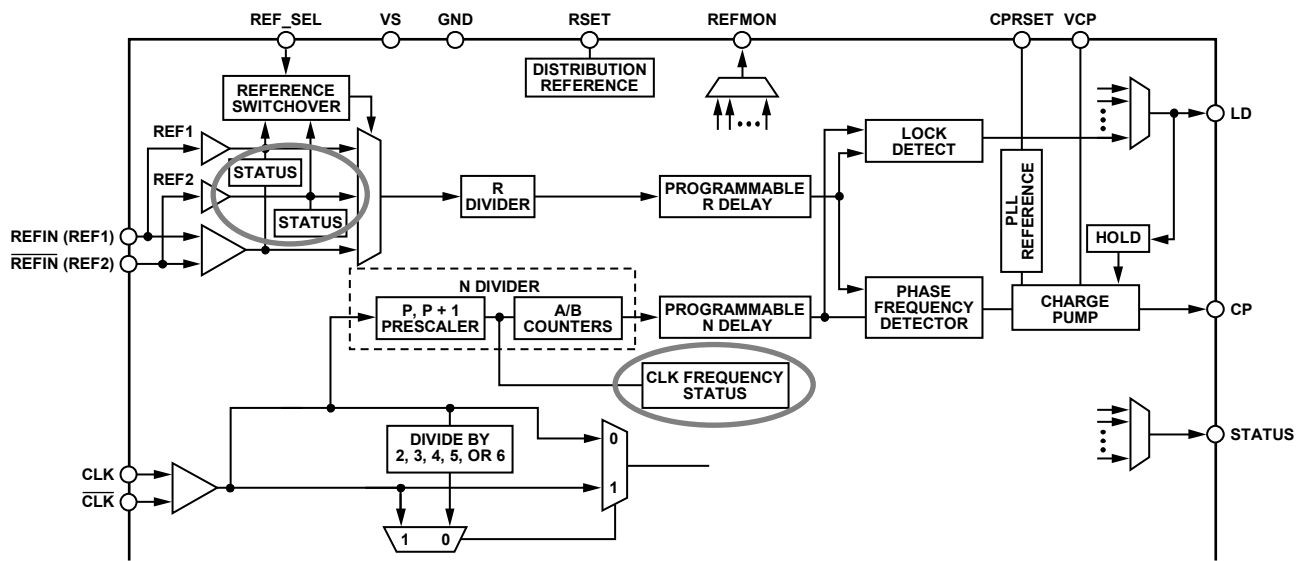 REF_SEL
VS
GND
RSET
REFMON
CPRSET
VCP
DISTRIBUTION
REFERENCE
REFERENCE
SWITCHOVER
REF1
STATUS
REF2
STATUS
REFIN (REF1)
REFIN (REF2)
R
DIVIDER
PROGRAMMABLE
R DELAY
LOCK
DETECT
LD
PLL
REFERENCE
HOLD
N DIVIDER
P, P + 1
PRESCALER
A/B
COUNTERS
PROGRAMMABLE
N DELAY
PHASE
FREQUENCY
DETECTOR
CHARGE
PUMP
CP
CLK FREQUENCY
STATUS
DIVIDE BY
2, 3, 4, 5, OR 6
0
1
STATUS
CLK
CLK
1 0